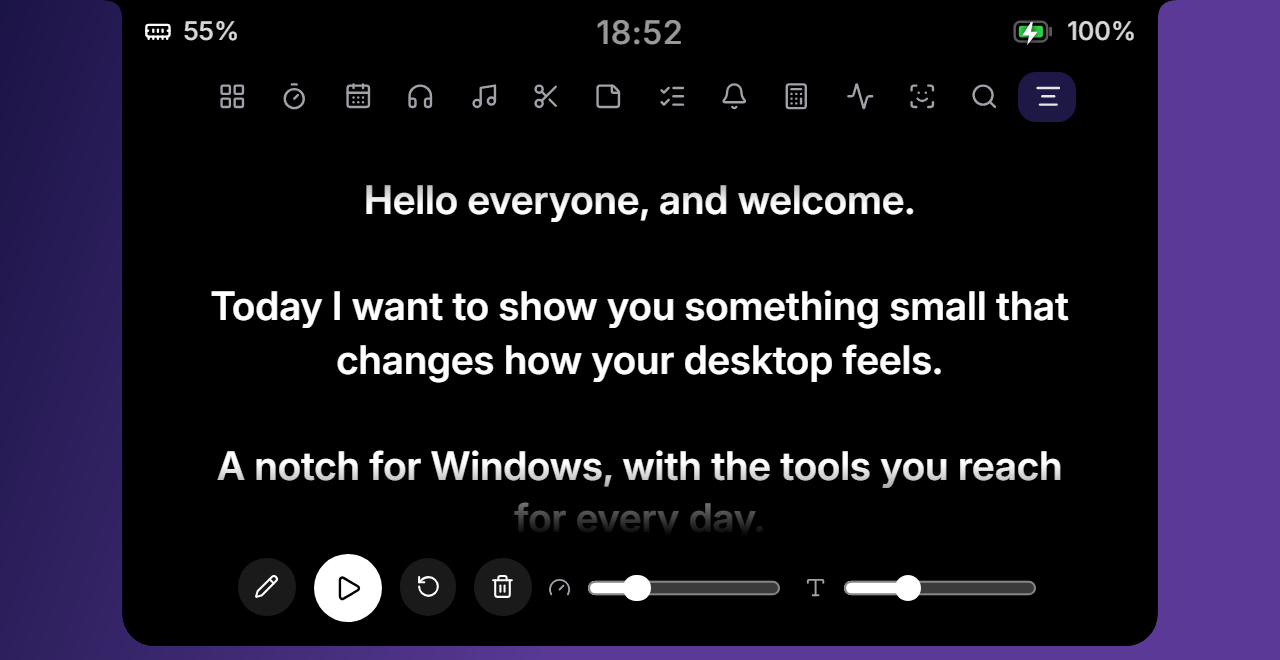 55%
18:52
100%
Hello everyone, and welcome.
Today I want to show you something small that
changes how your desktop feels.
A notch for Windows, with the tools you reach
for every day.